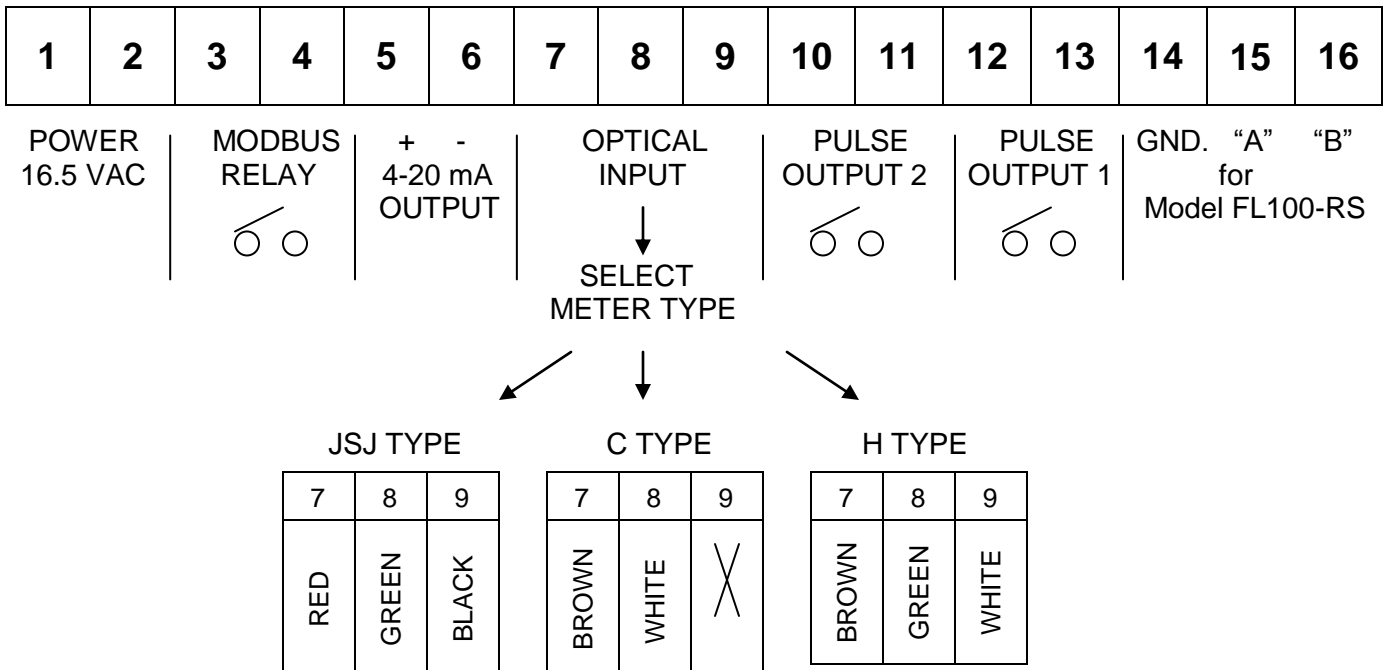 1 2 3 4 5 6 7 8 9 10 11 12 13 14 15 16
POWER
16.5 VAC
MODBUS
RELAY
+ -
4-20 mA
OUTPUT
OPTICAL
INPUT
SELECT
METER TYPE
PULSE
OUTPUT 2
PULSE
OUTPUT 1
GND. “A” “B”
for
Model FL100-RS
JSJ TYPE
7 8 9
RED GREEN BLACK
C TYPE
7 8 9
BROWN WHITE
H TYPE
7 8 9
BROWN GREEN WHITE